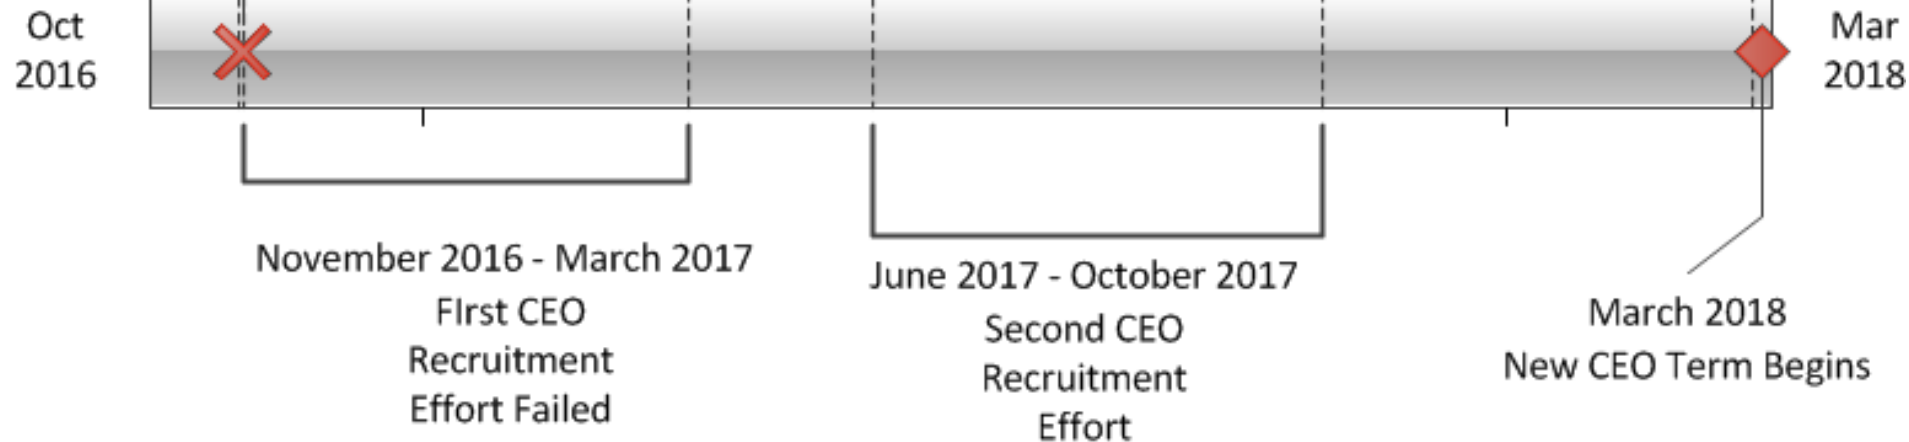 Oct
2016
Mar
2018
November 2016 - March 2017
FIrst CEO
Recruitment
Effort Failed
June 2017 - October 2017
Second CEO
Recruitment
Effort
March 2018
New CEO Term Begins